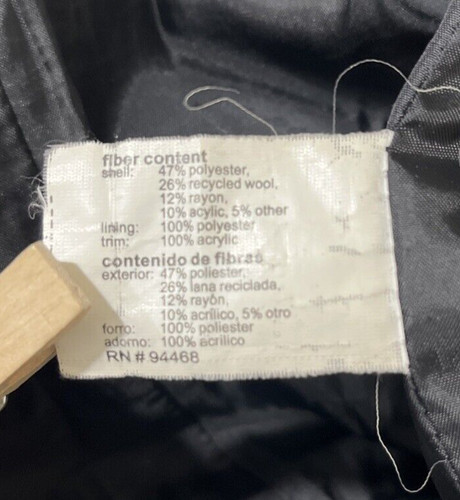 fiber content
shell: 47% polyester,
26% recycled wool,
12% rayon,
10% acylic, 5% other
lining: 100% polyester
trim: 100% acrylic
contenido de fibras
exterior: 47% poliester,
26% lana reciclada,
12% rayón,
10% acrílico, 5% otro
forro: 100% poliester
adorno: 100% acrílico
RN # 94468